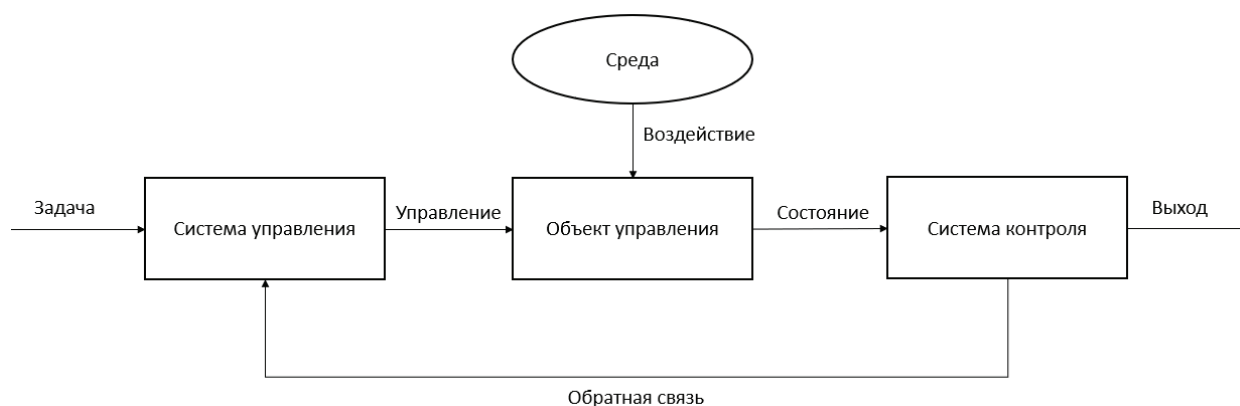 Среда
Воздействие
Задача
Система управления
Управление
Объект управления
Состояние
Система контроля
Выход
Обратная связь